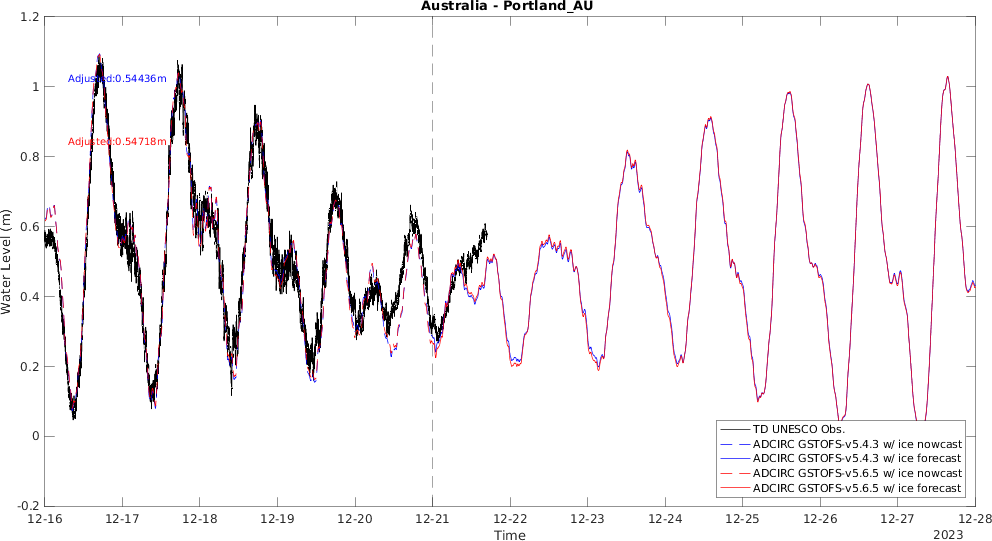 Australia - Portland_AU
1.2
1
0.8
0.6
0.4
0.2
0
-0.2
Water Level (m)
Adjusted:0.54436m
Adjusted:0.54718m
TD UNESCO Obs.
ADCIRC GSTOFS-v5.4.3 w/ ice nowcast
ADCIRC GSTOFS-v5.4.3 w/ ice forecast
ADCIRC GSTOFS-v5.6.5 w/ ice nowcast
ADCIRC GSTOFS-v5.6.5 w/ ice forecast
12-16 12-17 12-18 12-19 12-20 12-21 12-22 12-23 12-24 12-25 12-26 12-27 12-28
Time
2023